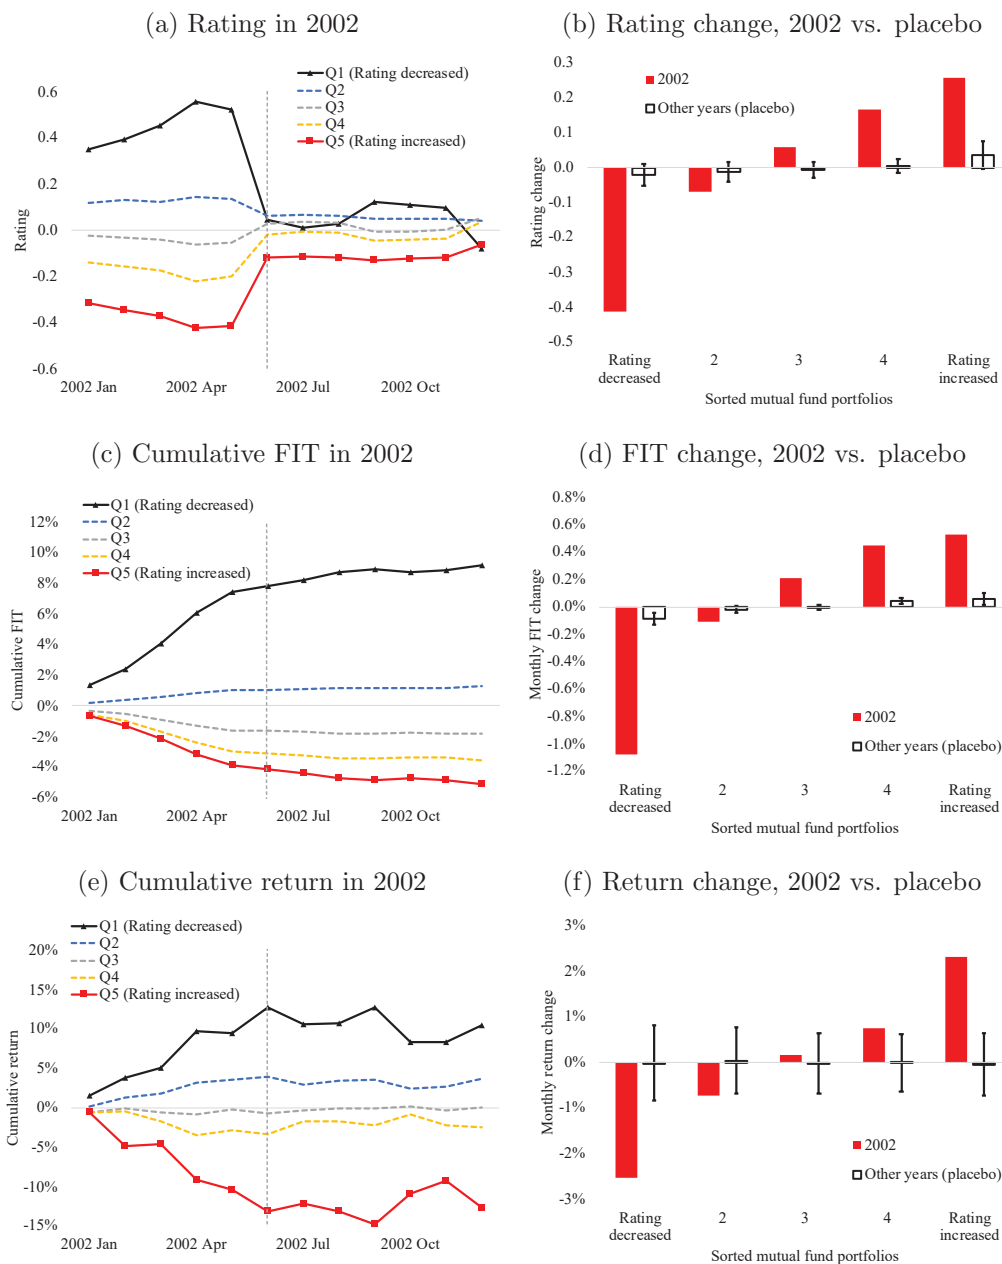 (a) Rating in 2002
Q1 (Rating decreased)
Q2
Q3
Q4
Q5 (Rating increased)
0.6
0.4
0.2
0.0
-0.2
-0.4
-0.6
Rating
2002 Jan
2002 Apr
2002 Jul
2002 Oct
(b) Rating change, 2002 vs. placebo
2002
Other years (placebo)
0.3
0.2
0.1
0.0
-0.1
-0.2
-0.3
-0.4
-0.5
Rating change
Rating decreased
2
3
4
Rating increased
Sorted mutual fund portfolios
(c) Cumulative FIT in 2002
Q1 (Rating decreased)
Q2
Q3
Q4
Q5 (Rating increased)
12%
10%
8%
6%
4%
2%
0%
-2%
-4%
-6%
Cumulative FIT
2002 Jan
2002 Apr
2002 Jul
2002 Oct
(d) FIT change, 2002 vs. placebo
0.8%
0.6%
0.4%
0.2%
0.0%
-0.2%
-0.4%
-0.6%
-0.8%
-1.0%
-1.2%
Monthly FIT change
2002
Other years (placebo)
Rating decreased
2
3
4
Rating increased
Sorted mutual fund portfolios
(e) Cumulative return in 2002
Q1 (Rating decreased)
Q2
Q3
Q4
Q5 (Rating increased)
20%
15%
10%
5%
0%
-5%
-10%
-15%
Cumulative return
2002 Jan
2002 Apr
2002 Jul
2002 Oct
(f) Return change, 2002 vs. placebo
3%
2%
1%
0%
-1%
-2%
-3%
Monthly return change
2002
Other years (placebo)
Rating decreased
2
3
4
Rating increased
Sorted mutual fund portfolios